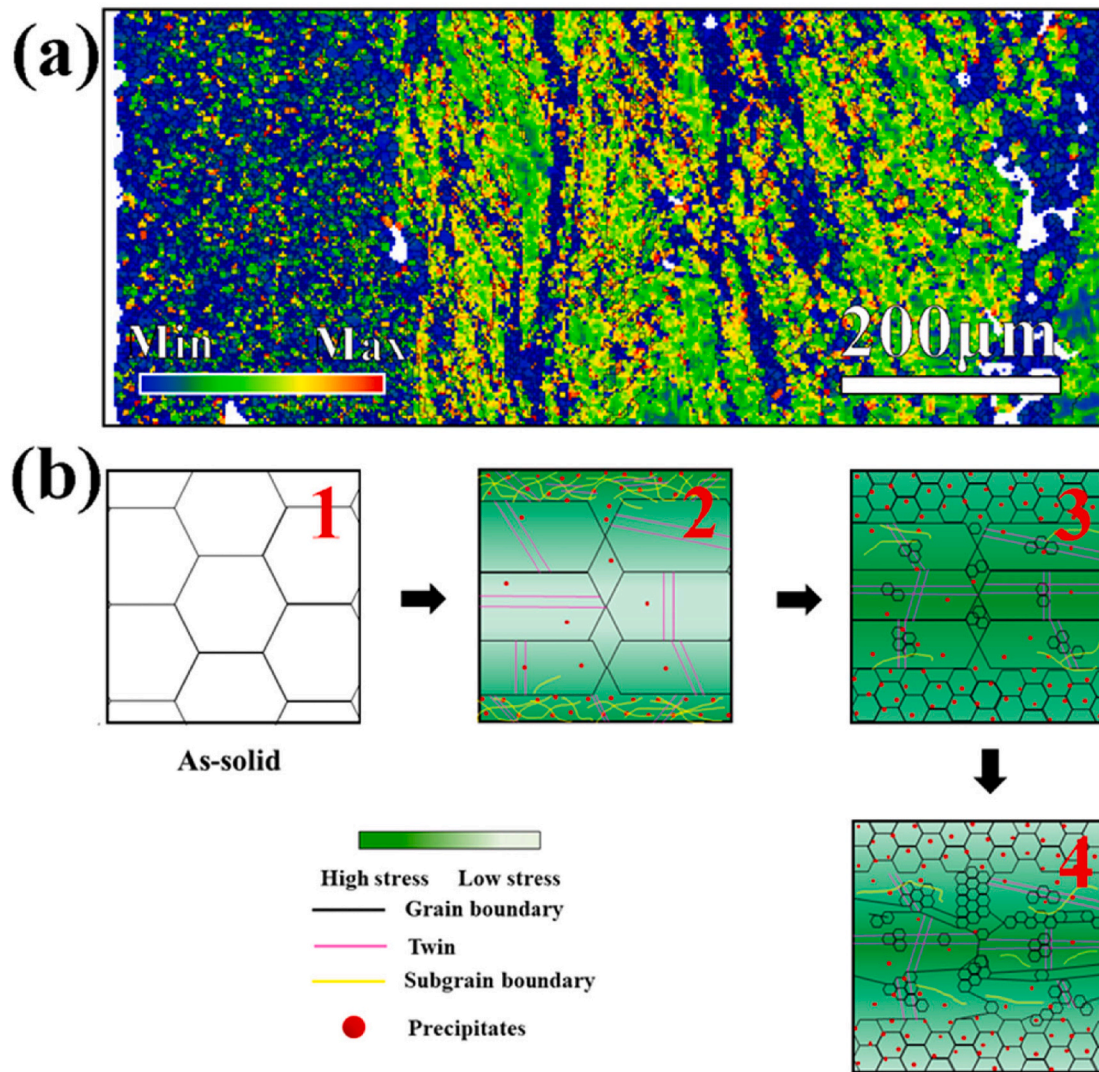 (a)
Min Max
200μm
(b)
1
2
3
As-solid
4
High stress Low stress
Grain boundary
Twin
Subgrain boundary
Precipitates